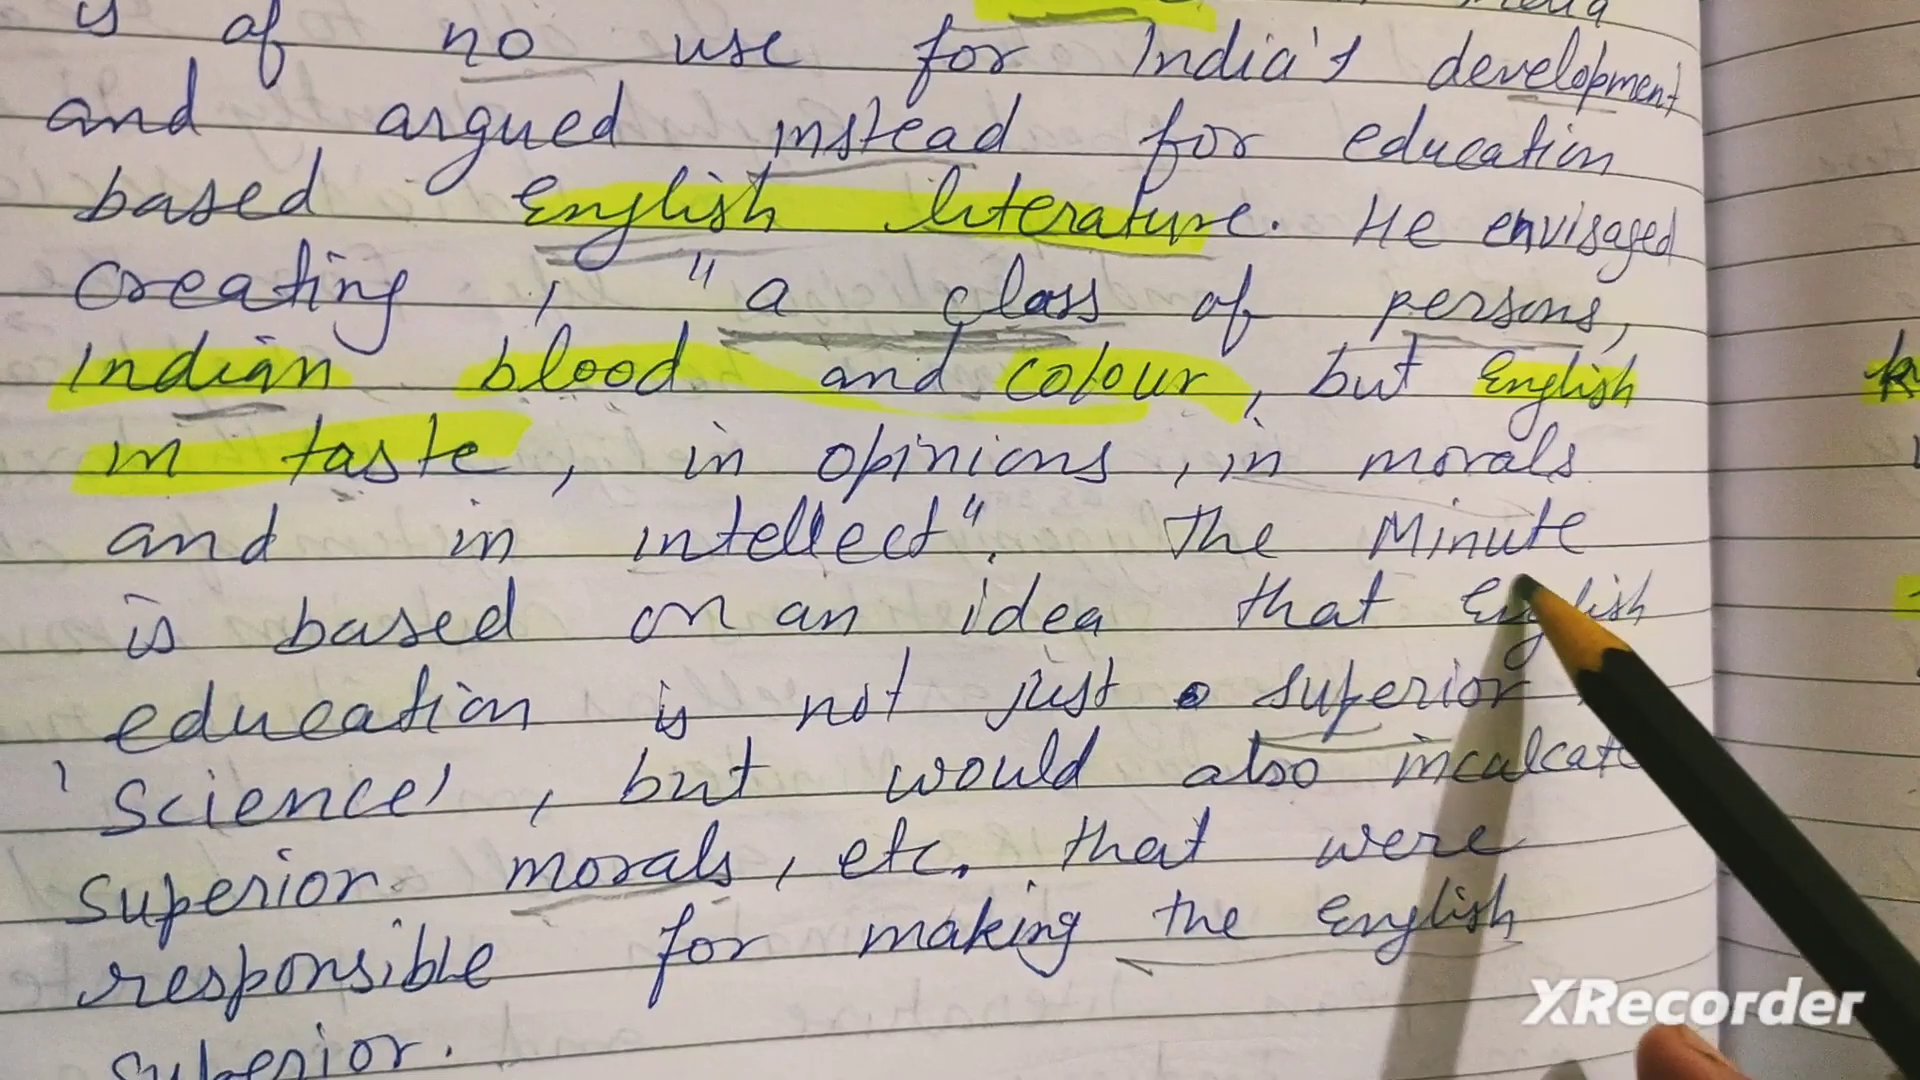 is of no use for India's development
and argued instead for education
based English literature. He envisaged
creating, "a class of persons,
Indian blood and colour, but English
in taste, in opinions, in morals
and in intellect". The Minute
is based on an idea that English
education is not just superior
'Science', but would also incalcate
superior morals, etc. that were
responsible for making the English
superior.
XRecorder